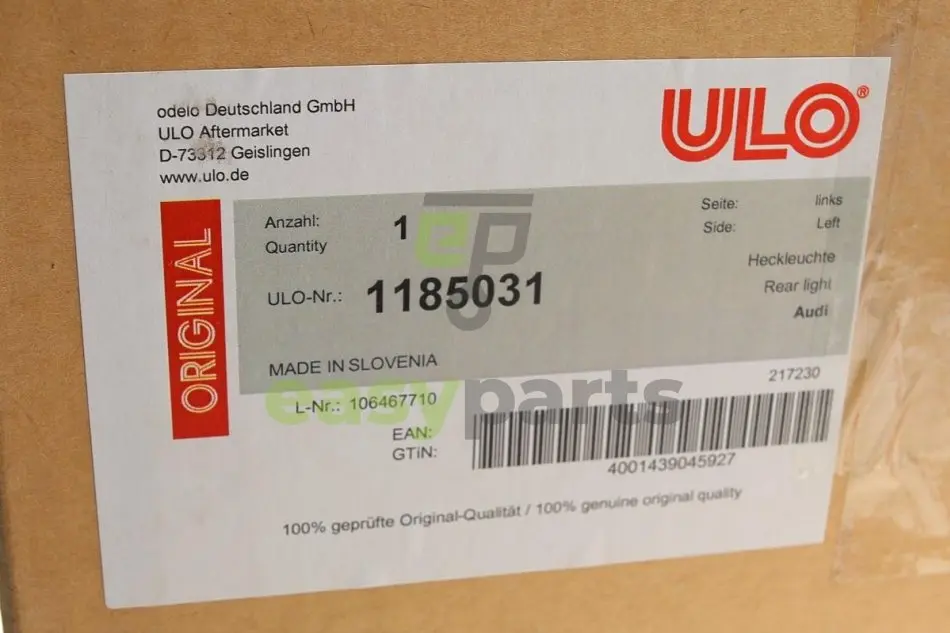 odelo Deutschland GmbH
ULO Aftermarket
D-73312 Geislingen
www.ulo.de
ULO®
ORIGINAL
Anzahl: 1
Quantity
Seite: links
Side: Left
ep
ULO-Nr.: 1185031
Heckleuchte
Rear light
Audi
MADE IN SLOVENIA
easyparts
L-Nr.: 106467710
217230
EAN:
GTiN:
4001439045927
100% geprüfte Original-Qualität / 100% genuine original quality